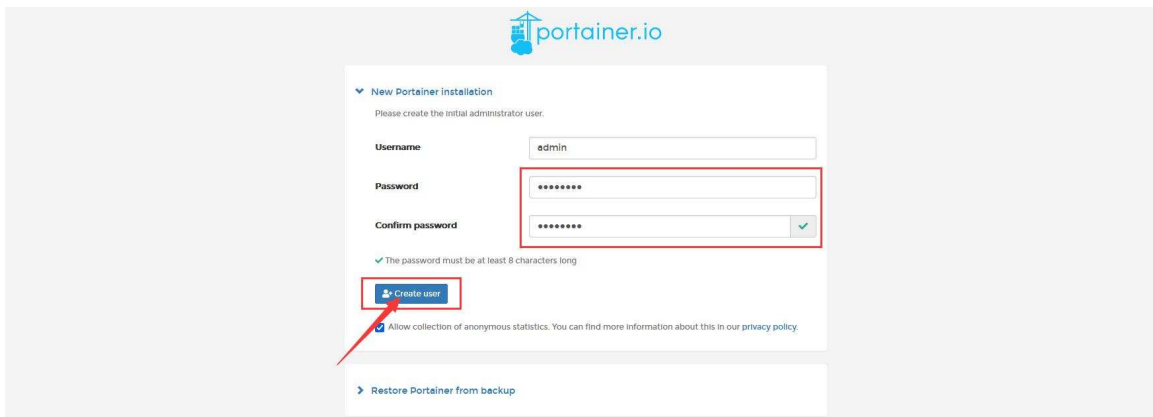 portainer.io
New Portainer installation
Please create the initial administrator user.
Username
admin
Password
••••••••
Confirm password
••••••••
The password must be at least 8 characters long
Create user
Allow collection of anonymous statistics. You can find more information about this in our privacy policy.
Restore Portainer from backup